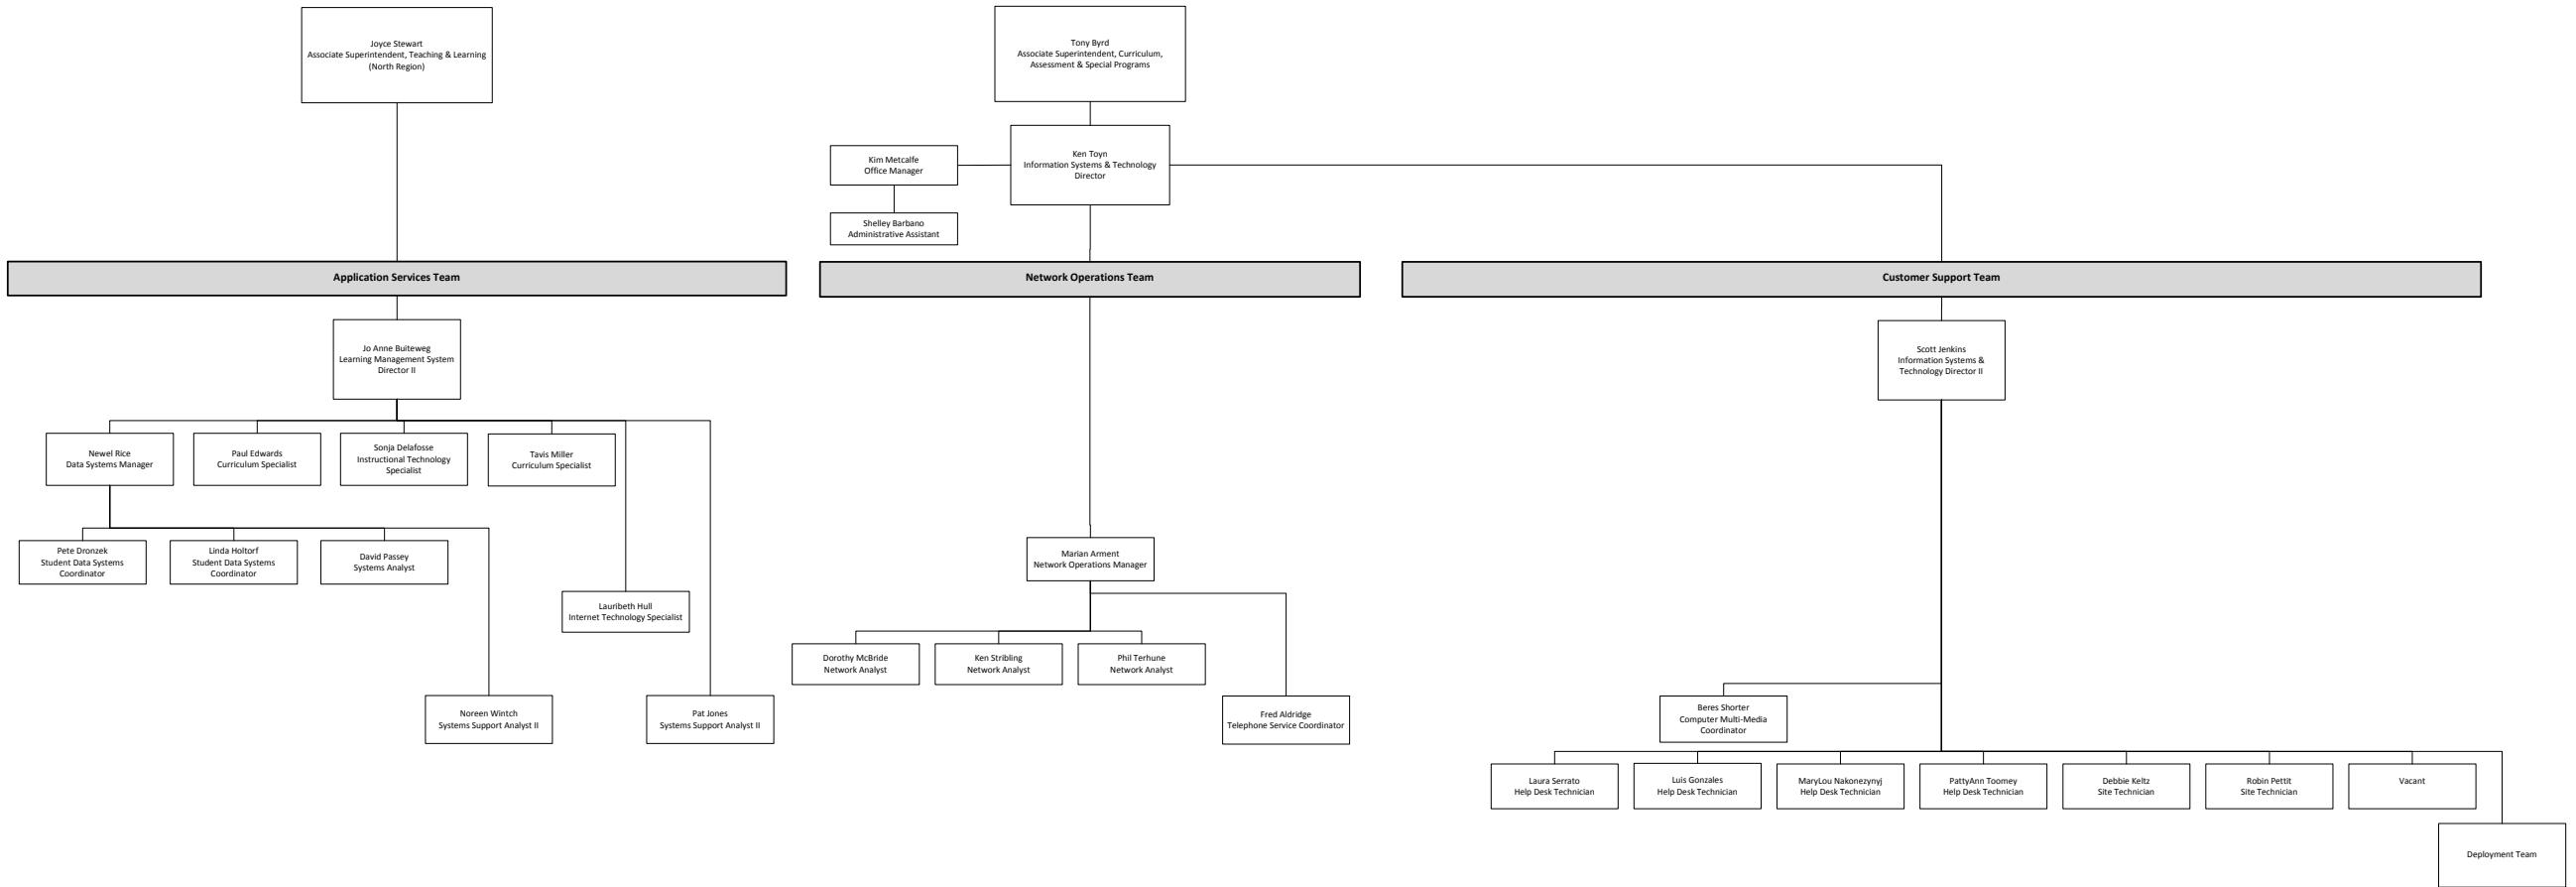 Joyce Stewart
Associate Superintendent, Teaching & Learning
(North Region)
Tony Byrd
Associate Superintendent, Curriculum,
Assessment & Special Programs
Kim Metcalfe
Office Manager
Ken Toyn
Information Systems & Technology
Director
Shelley Barbano
Administrative Assistant
Application Services Team
Network Operations Team
Customer Support Team
Jo Anne Buiteweg
Learning Management System
Director II
Scott Jenkins
Information Systems &
Technology Director II
Newel Rice
Data Systems Manager
Paul Edwards
Curriculum Specialist
Sonja Delafosse
Instructional Technology
Specialist
Tavis Miller
Curriculum Specialist
Pete Dronzek
Student Data Systems
Coordinator
Linda Holtorf
Student Data Systems
Coordinator
David Passey
Systems Analyst
Marian Arment
Network Operations Manager
Lauribeth Hull
Internet Technology Specialist
Dorothy McBride
Network Analyst
Ken Stribling
Network Analyst
Phil Terhune
Network Analyst
Noreen Wintch
Systems Support Analyst II
Pat Jones
Systems Support Analyst II
Fred Aldridge
Telephone Service Coordinator
Beres Shorter
Computer Multi-Media
Coordinator
Laura Serrato
Help Desk Technician
Luis Gonzales
Help Desk Technician
MaryLou Nakonezynyj
Help Desk Technician
PattyAnn Toomey
Help Desk Technician
Debbie Keltz
Site Technician
Robin Pettit
Site Technician
Vacant
Deployment Team